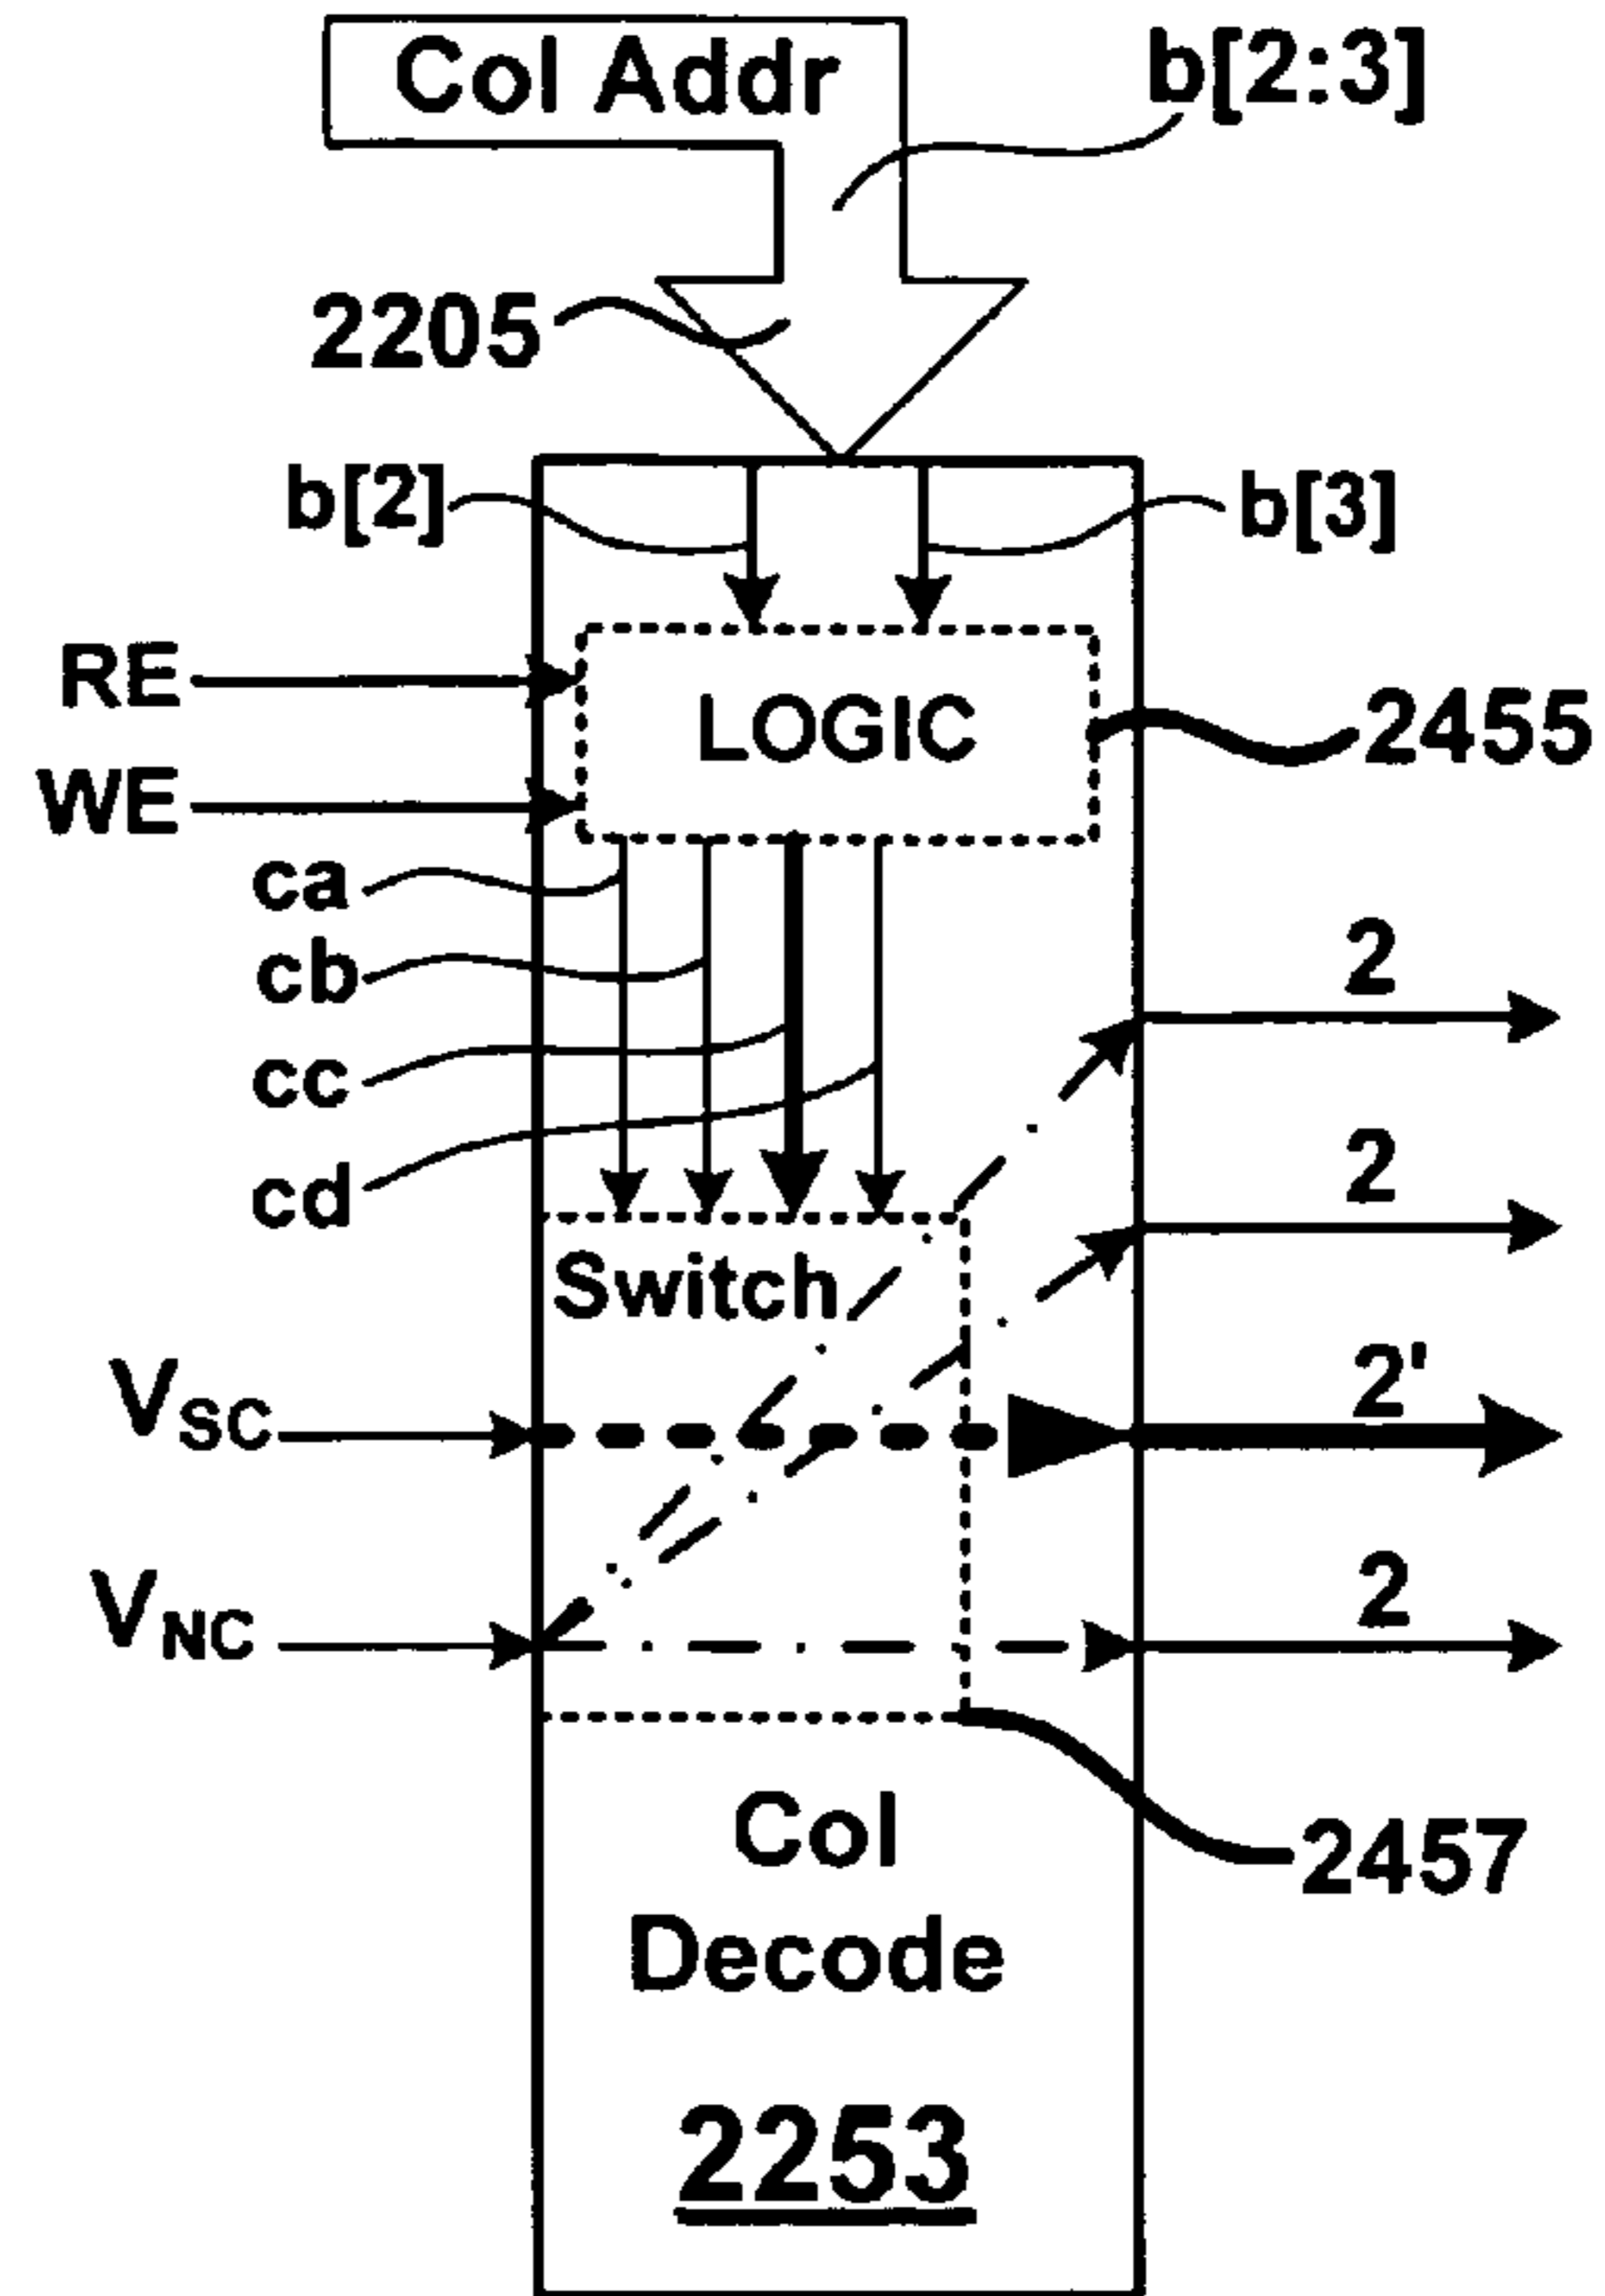 Col Addr
b[2:3]
2205
b[2]
b[3]
RE
LOGIC
2455
WE
ca
cb
2
cc
cd
2
Switch
VSC
2'
VNC
2
Col
Decode
2457
2253